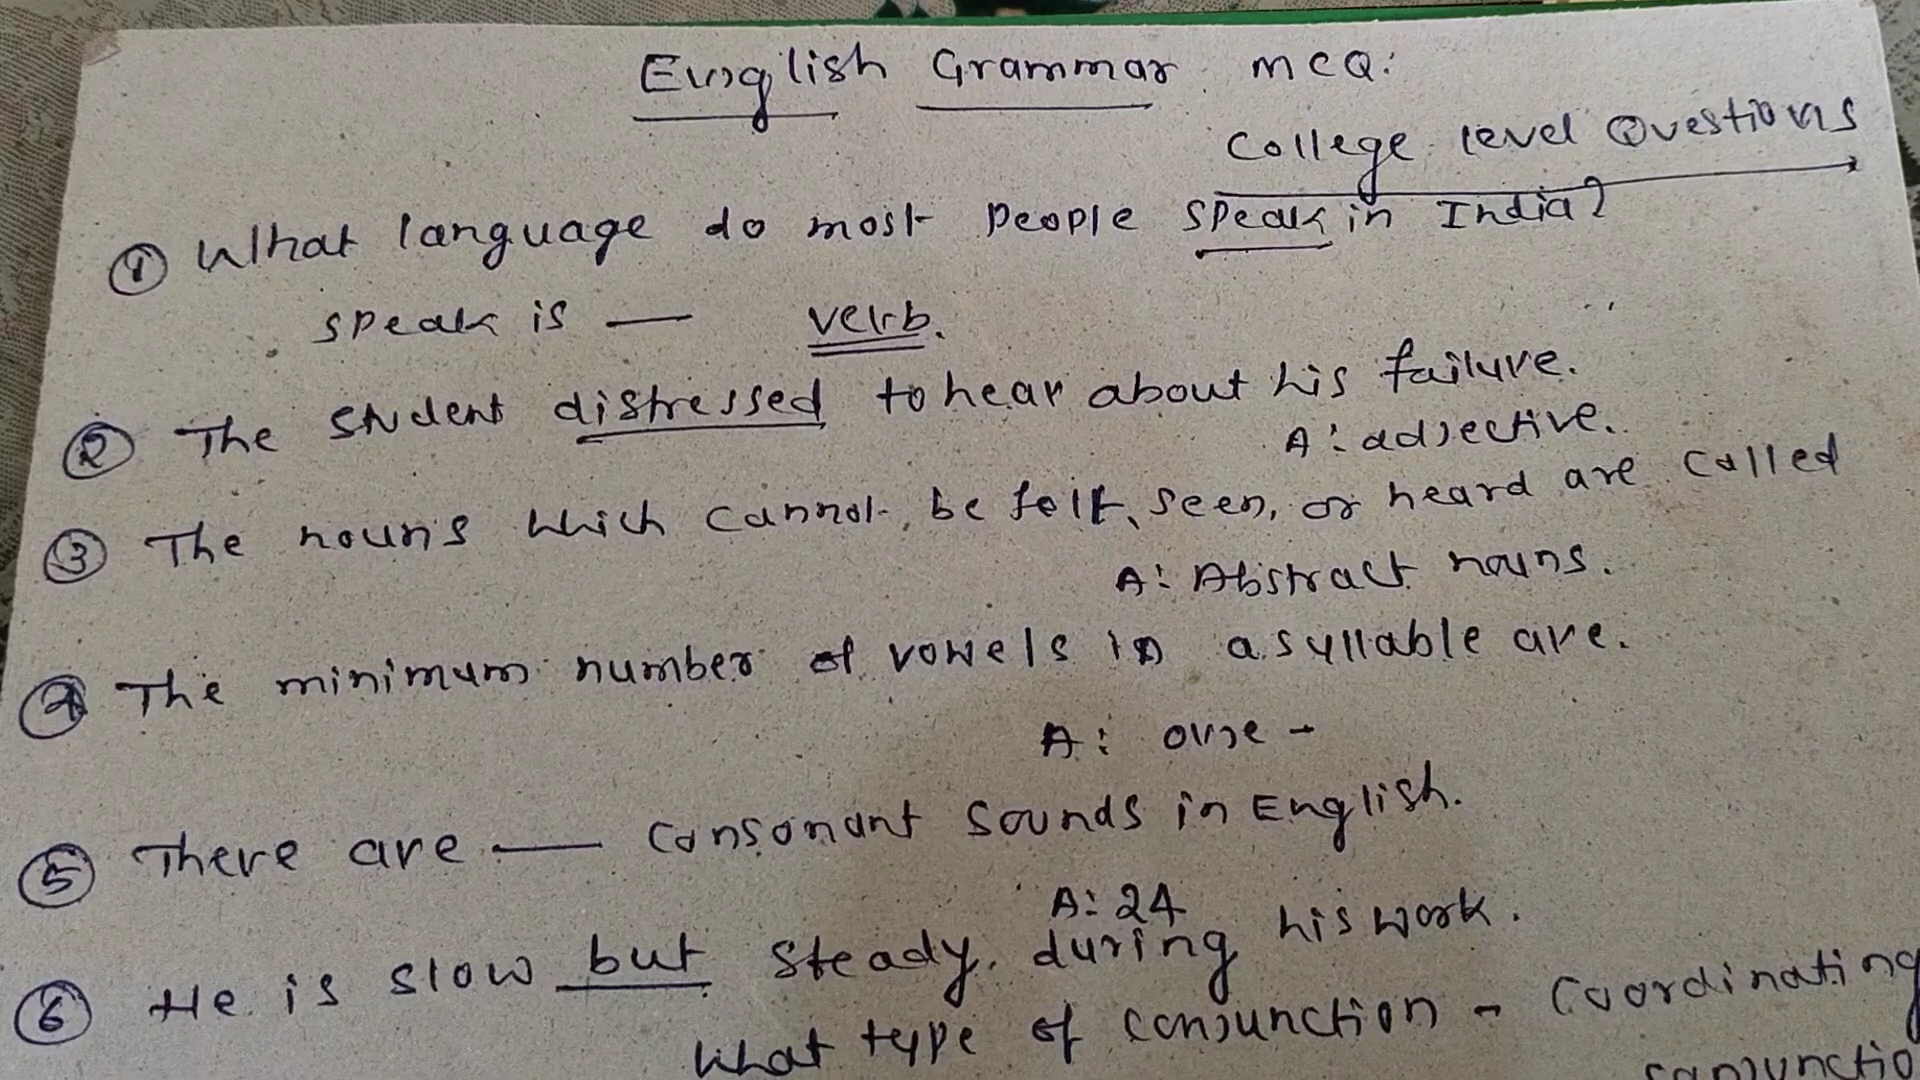 English Grammar MCQ:
College level Questions
① What language do most people speak in India?
speak is — verb.
② The student distressed to hear about his failure.
A: adjective.
③ The nouns which cannot be felt, seen, or heard are called
A: Abstract nouns.
④ The minimum number of vowels in a syllable are.
A: one -
⑤ There are — consonant sounds in English.
A: 24
⑥ He is slow but steady during his work.
What type of conjunction - Coordinating